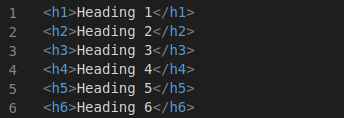 1 <h1>Heading 1</h1>
2 <h2>Heading 2</h2>
3 <h3>Heading 3</h3>
4 <h4>Heading 4</h4>
5 <h5>Heading 5</h5>
6 <h6>Heading 6</h6>